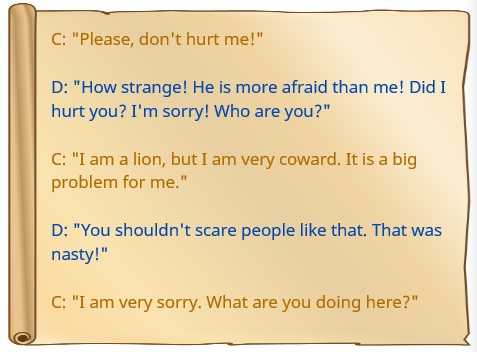 C: "Please, don't hurt me!"
D: "How strange! He is more afraid than me! Did I
hurt you? I'm sorry! Who are you?"
C: "I am a lion, but I am very coward. It is a big
problem for me."
D: "You shouldn't scare people like that. That was
nasty!"
C: "I am very sorry. What are you doing here?"